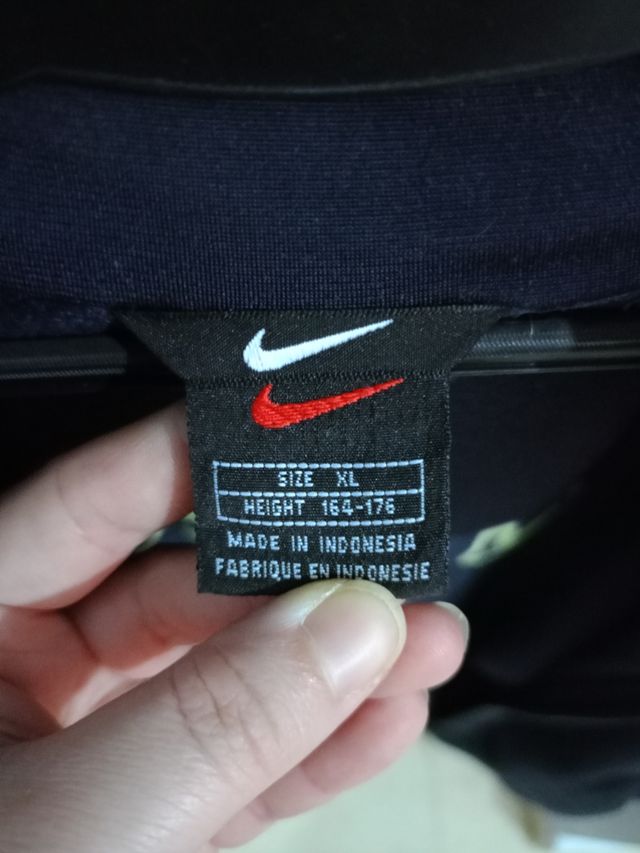 SIZE XL
HEIGHT 164-176
MADE IN INDONESIA
FABRIQUE EN INDONESIE